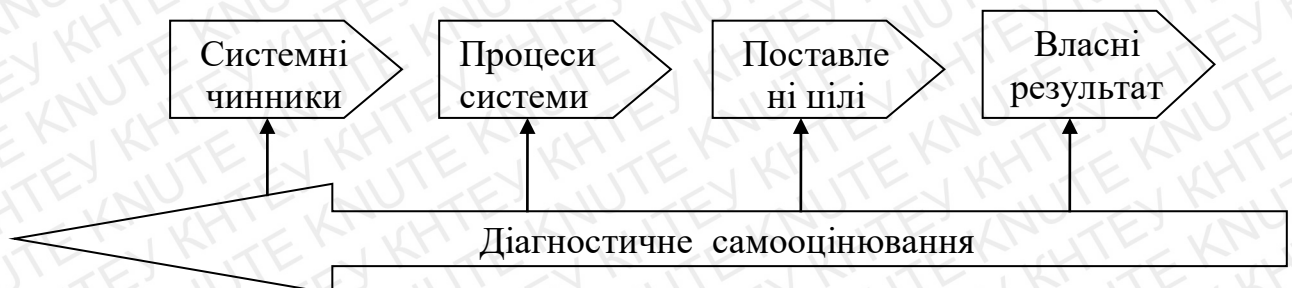 Системні
чинники
Процеси
системи
Поставле
ні цілі
Власні
результат
Діагностичне самооцінювання